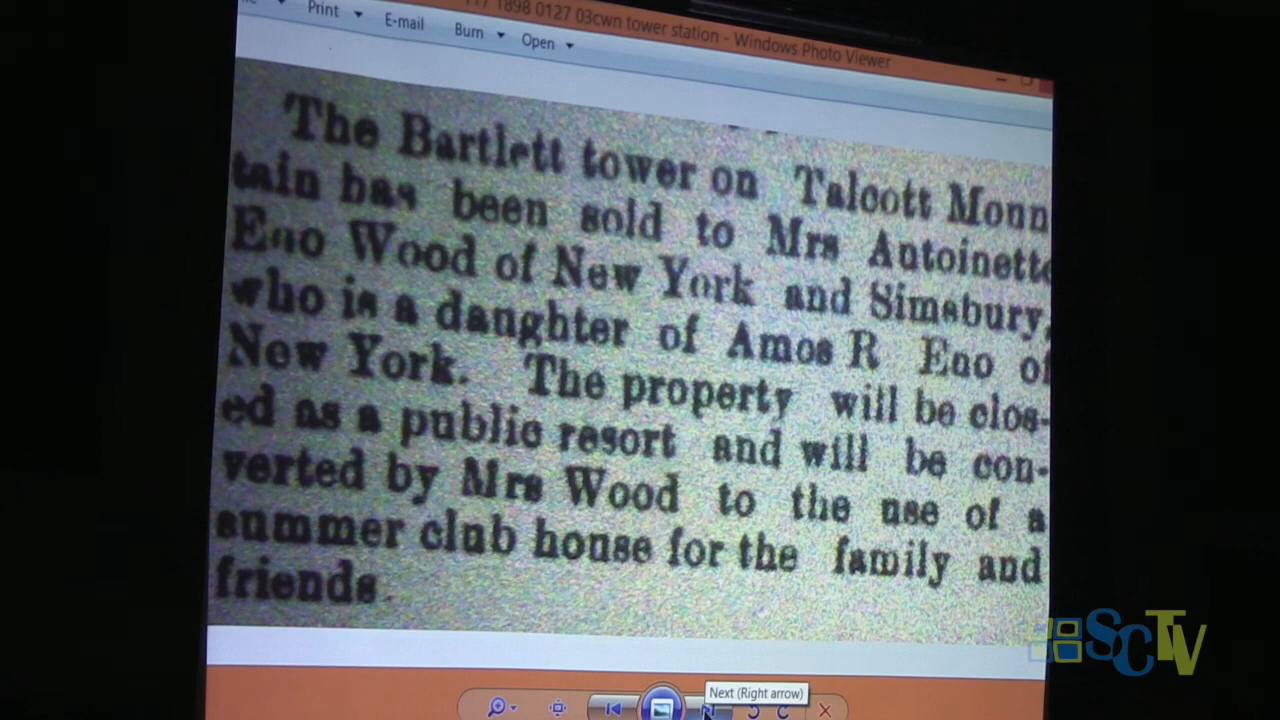 Print E-mail Burn Open
1898 0127 03cwn tower station - Windows Photo Viewer
The Bartlett tower on Talcott Moun
tain has been sold to Mrs Antoinette
Eno Wood of New York and Simsbury,
who is a daughter of Amos R Eno of
New York. The property will be clos-
ed as a public resort and will be con-
verted by Mrs Wood to the use of a
summer club house for the family and
friends.
Next (Right arrow)
SCTV